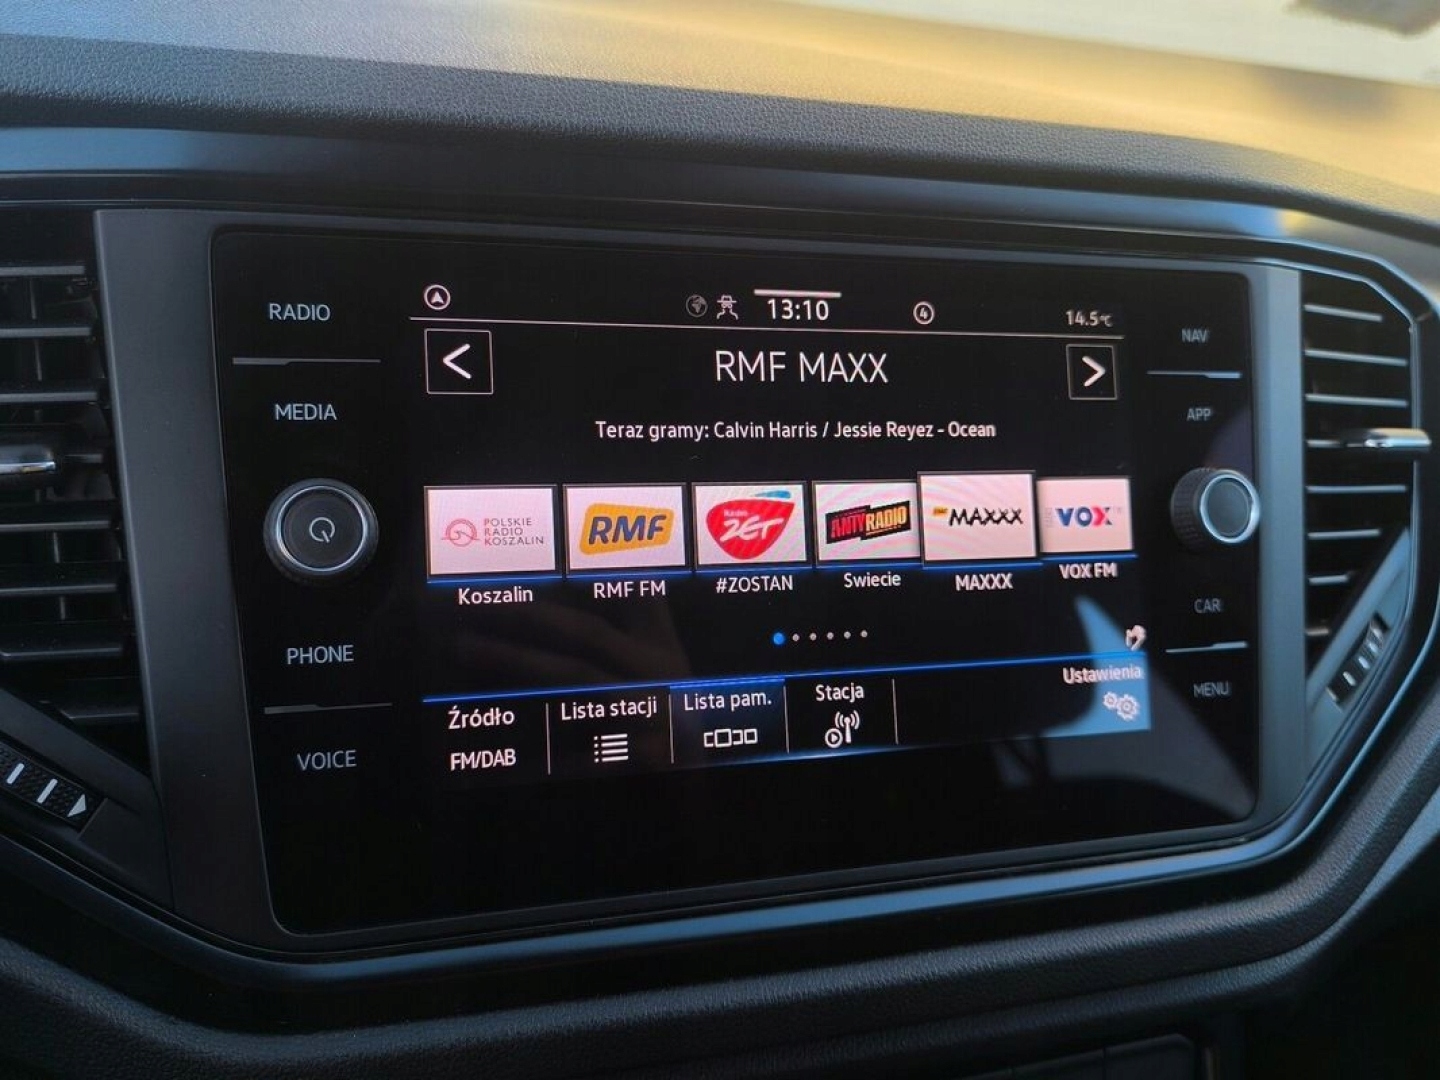 RADIO
MEDIA
PHONE
VOICE
13:10
4
14.5°C
RMF MAXX
Teraz gramy: Calvin Harris / Jessie Reyez - Ocean
POLSKIE
RADIO
KOSZALIN
RMF
RADIO
ZET
ANTYRADIO
MAXXX
VOX
Koszalin
RMF FM
#ZOSTAN
Swiecie
MAXXX
VOX FM
Źródło
FM/DAB
Lista stacji
Lista pam.
Stacja
Ustawienia
NAV
APP
CAR
MENU